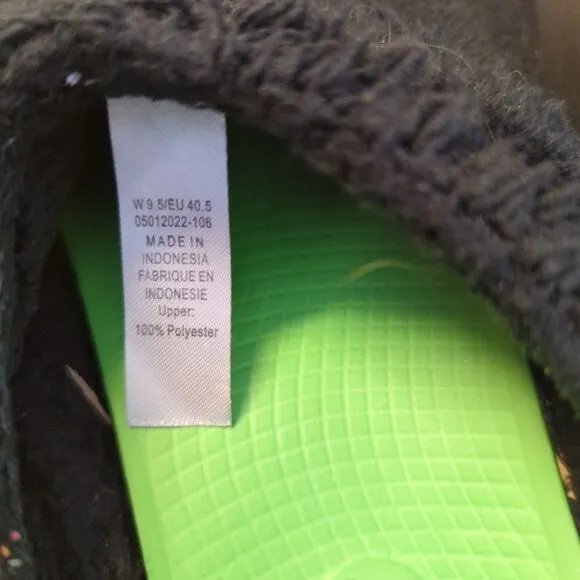 W 9.5/EU 40.5
05012022-106
MADE IN
INDONESIA
FABRIQUE EN
INDONESIE
Upper:
100% Polyester